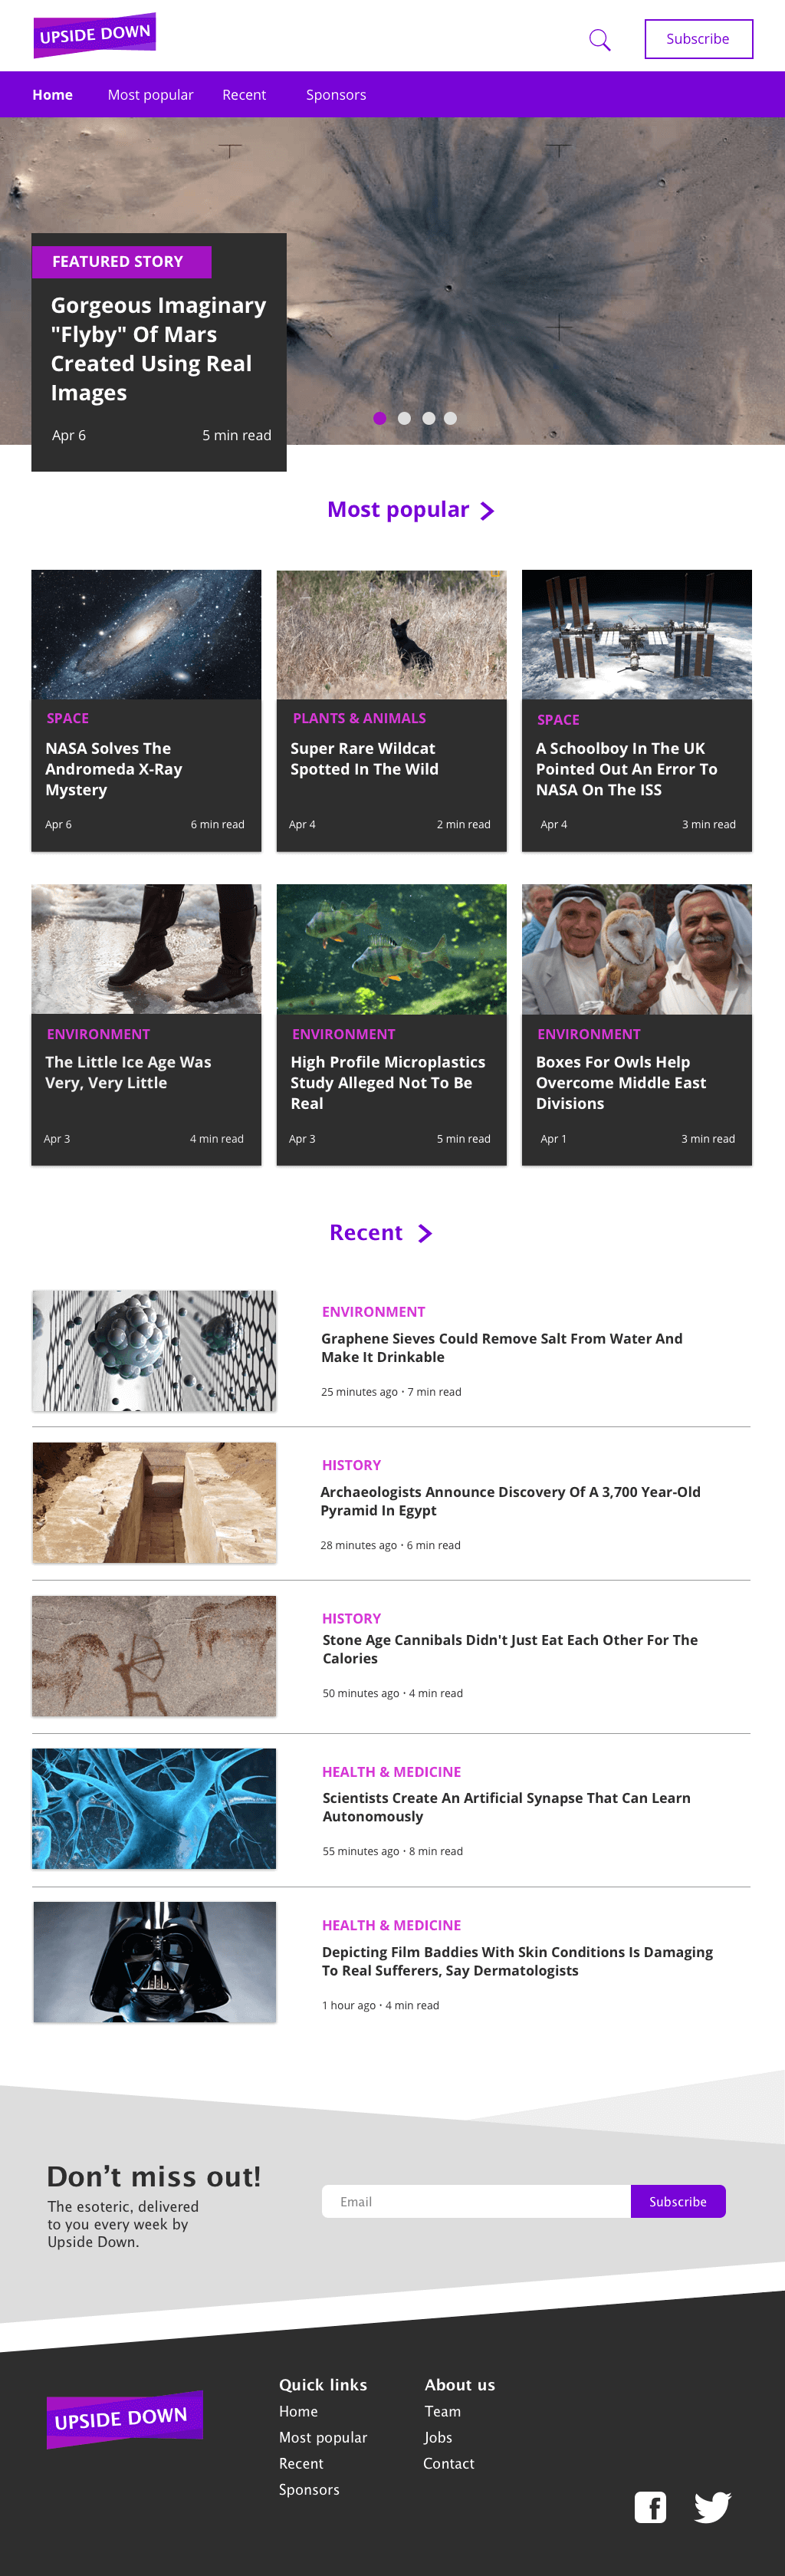 UPSIDE DOWN
Subscribe
Home
Most popular
Recent
Sponsors
FEATURED STORY
Gorgeous Imaginary
"Flyby" Of Mars
Created Using Real
Images
Apr 6
5 min read
Most popular
SPACE
NASA Solves The
Andromeda X-Ray
Mystery
Apr 6
6 min read
PLANTS & ANIMALS
Super Rare Wildcat
Spotted In The Wild
Apr 4
2 min read
SPACE
A Schoolboy In The UK
Pointed Out An Error To
NASA On The ISS
Apr 4
3 min read
ENVIRONMENT
The Little Ice Age Was
Very, Very Little
Apr 3
4 min read
ENVIRONMENT
High Profile Microplastics
Study Alleged Not To Be
Real
Apr 3
5 min read
ENVIRONMENT
Boxes For Owls Help
Overcome Middle East
Divisions
Apr 1
3 min read
Recent
ENVIRONMENT
Graphene Sieves Could Remove Salt From Water And
Make It Drinkable
25 minutes ago · 7 min read
HISTORY
Archaeologists Announce Discovery Of A 3,700 Year-Old
Pyramid In Egypt
28 minutes ago · 6 min read
HISTORY
Stone Age Cannibals Didn't Just Eat Each Other For The
Calories
50 minutes ago · 4 min read
HEALTH & MEDICINE
Scientists Create An Artificial Synapse That Can Learn
Autonomously
55 minutes ago · 8 min read
HEALTH & MEDICINE
Depicting Film Baddies With Skin Conditions Is Damaging
To Real Sufferers, Say Dermatologists
1 hour ago · 4 min read
Don't miss out!
The esoteric, delivered
to you every week by
Upside Down.
Email
Subscribe
UPSIDE DOWN
Quick links
Home
Most popular
Recent
Sponsors
About us
Team
Jobs
Contact